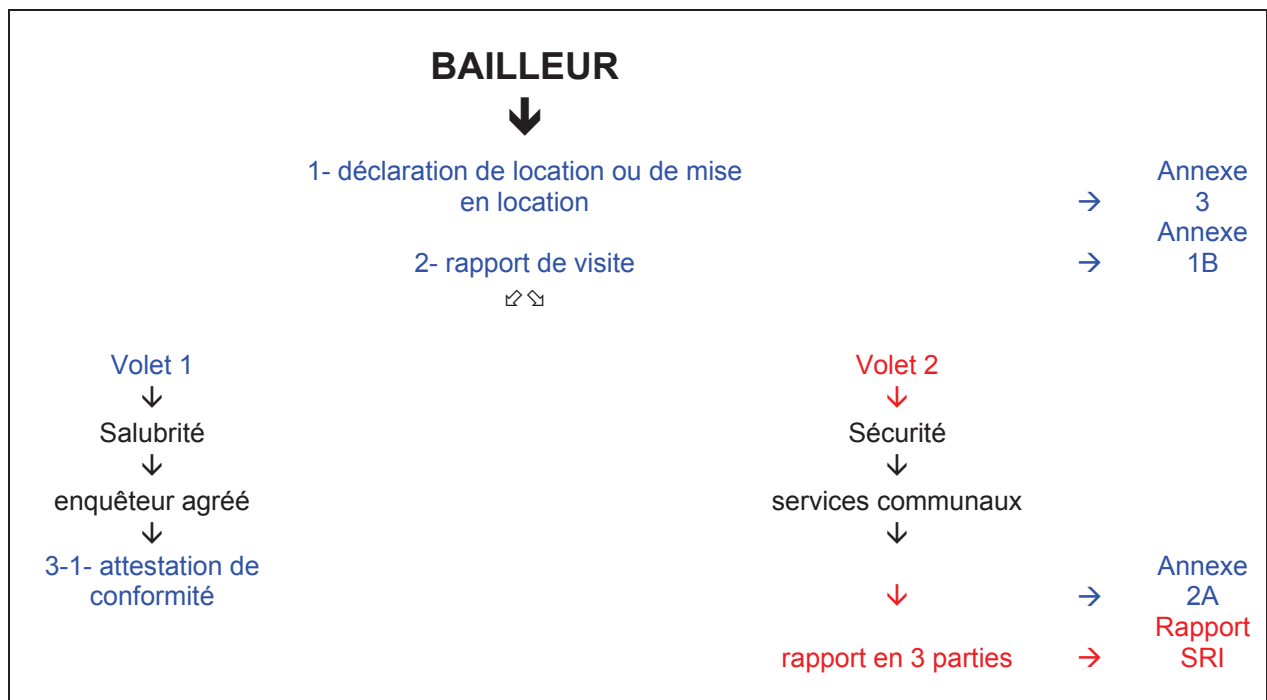 BAILLEUR
↓
1- déclaration de location ou de mise
en location → Annexe
3
2- rapport de visite → Annexe
1B
⬃⬂
Volet 1
↓
Salubrité
↓
enquêteur agréé
↓
3-1- attestation de
conformité
Volet 2
↓
Sécurité
↓
services communaux
↓
↓ → Annexe
2A
rapport en 3 parties → Rapport
SRI